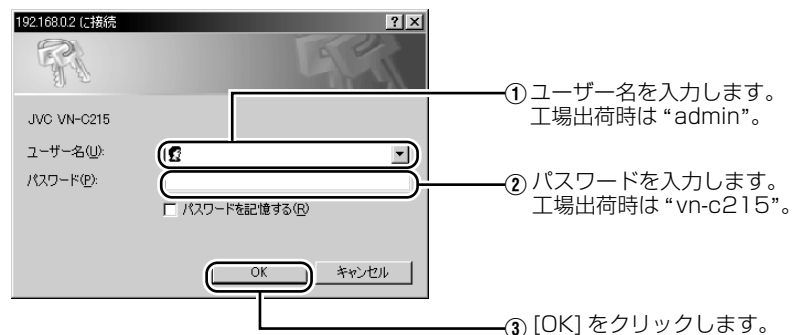 192.168.0.2 に接続
JVC VN-C215
ユーザー名(U):
パスワード(P):
パスワードを記憶する(R)
OK
キャンセル
① ユーザー名を入力します。
工場出荷時は “admin”。
② パスワードを入力します。
工場出荷時は “vn-c215”。
③ [OK] をクリックします。